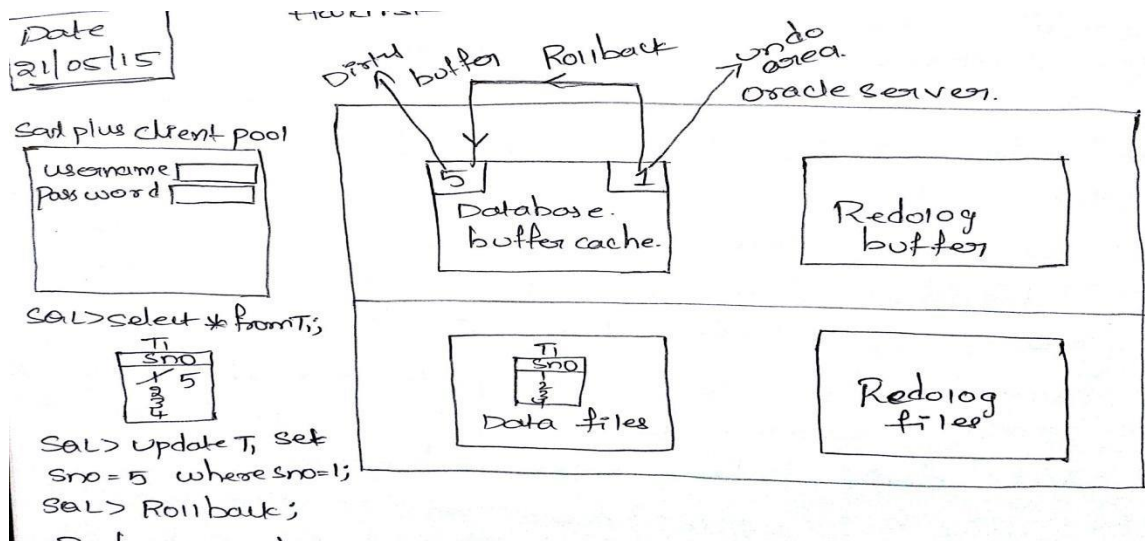 Date
21/05/15
Dirty buffer Rollback
undo area.
oracle server.
Sql plus client pool
username
Password
5
1
Database.
buffer cache.
Redolog
buffer
SQL>select * from T1;
T1
Sno
1 5
2
3
4
T1
Sno
1
2
3
4
Data files
Redolog
files
SQL> update T1 set
Sno = 5 where sno=1;
SQL> Rollback;